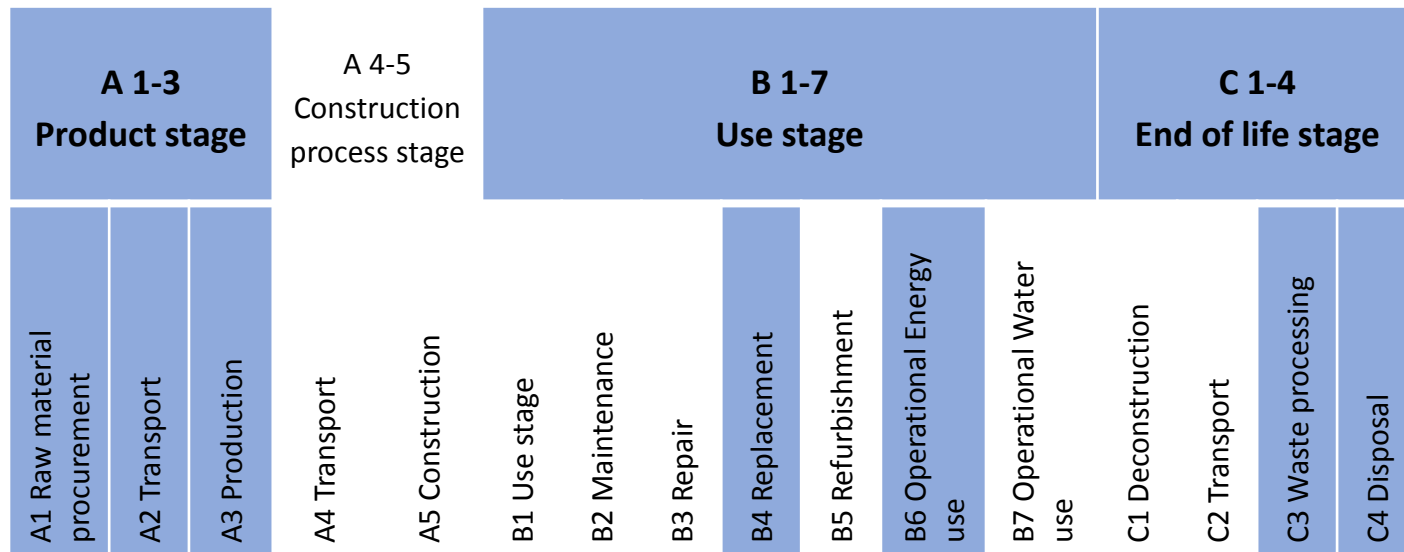 A 1-3
Product stage
A 4-5
Construction
process stage
B 1-7
Use stage
C 1-4
End of life stage
A1 Raw material
procurement
A2 Transport
A3 Production
A4 Transport
A5 Construction
B1 Use stage
B2 Maintenance
B3 Repair
B4 Replacement
B5 Refurbishment
B6 Operational Energy
use
B7 Operational Water
use
C1 Deconstruction
C2 Transport
C3 Waste processing
C4 Disposal